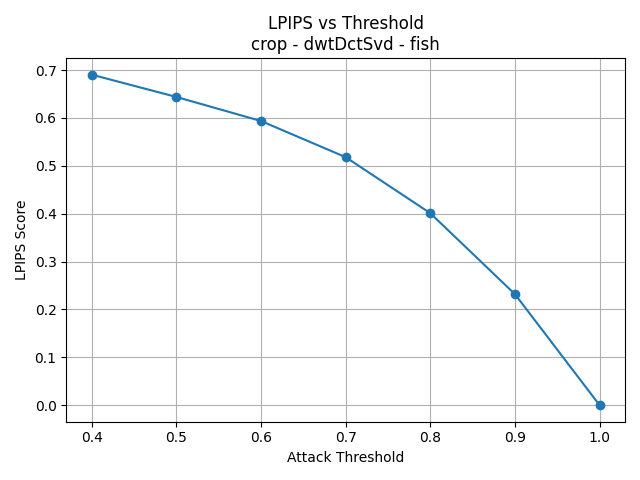 LPIPS vs Threshold
crop - dwtDctSvd - fish
LPIPS Score
0.7
0.6
0.5
0.4
0.3
0.2
0.1
0.0
0.4 0.5 0.6 0.7 0.8 0.9 1.0
Attack Threshold